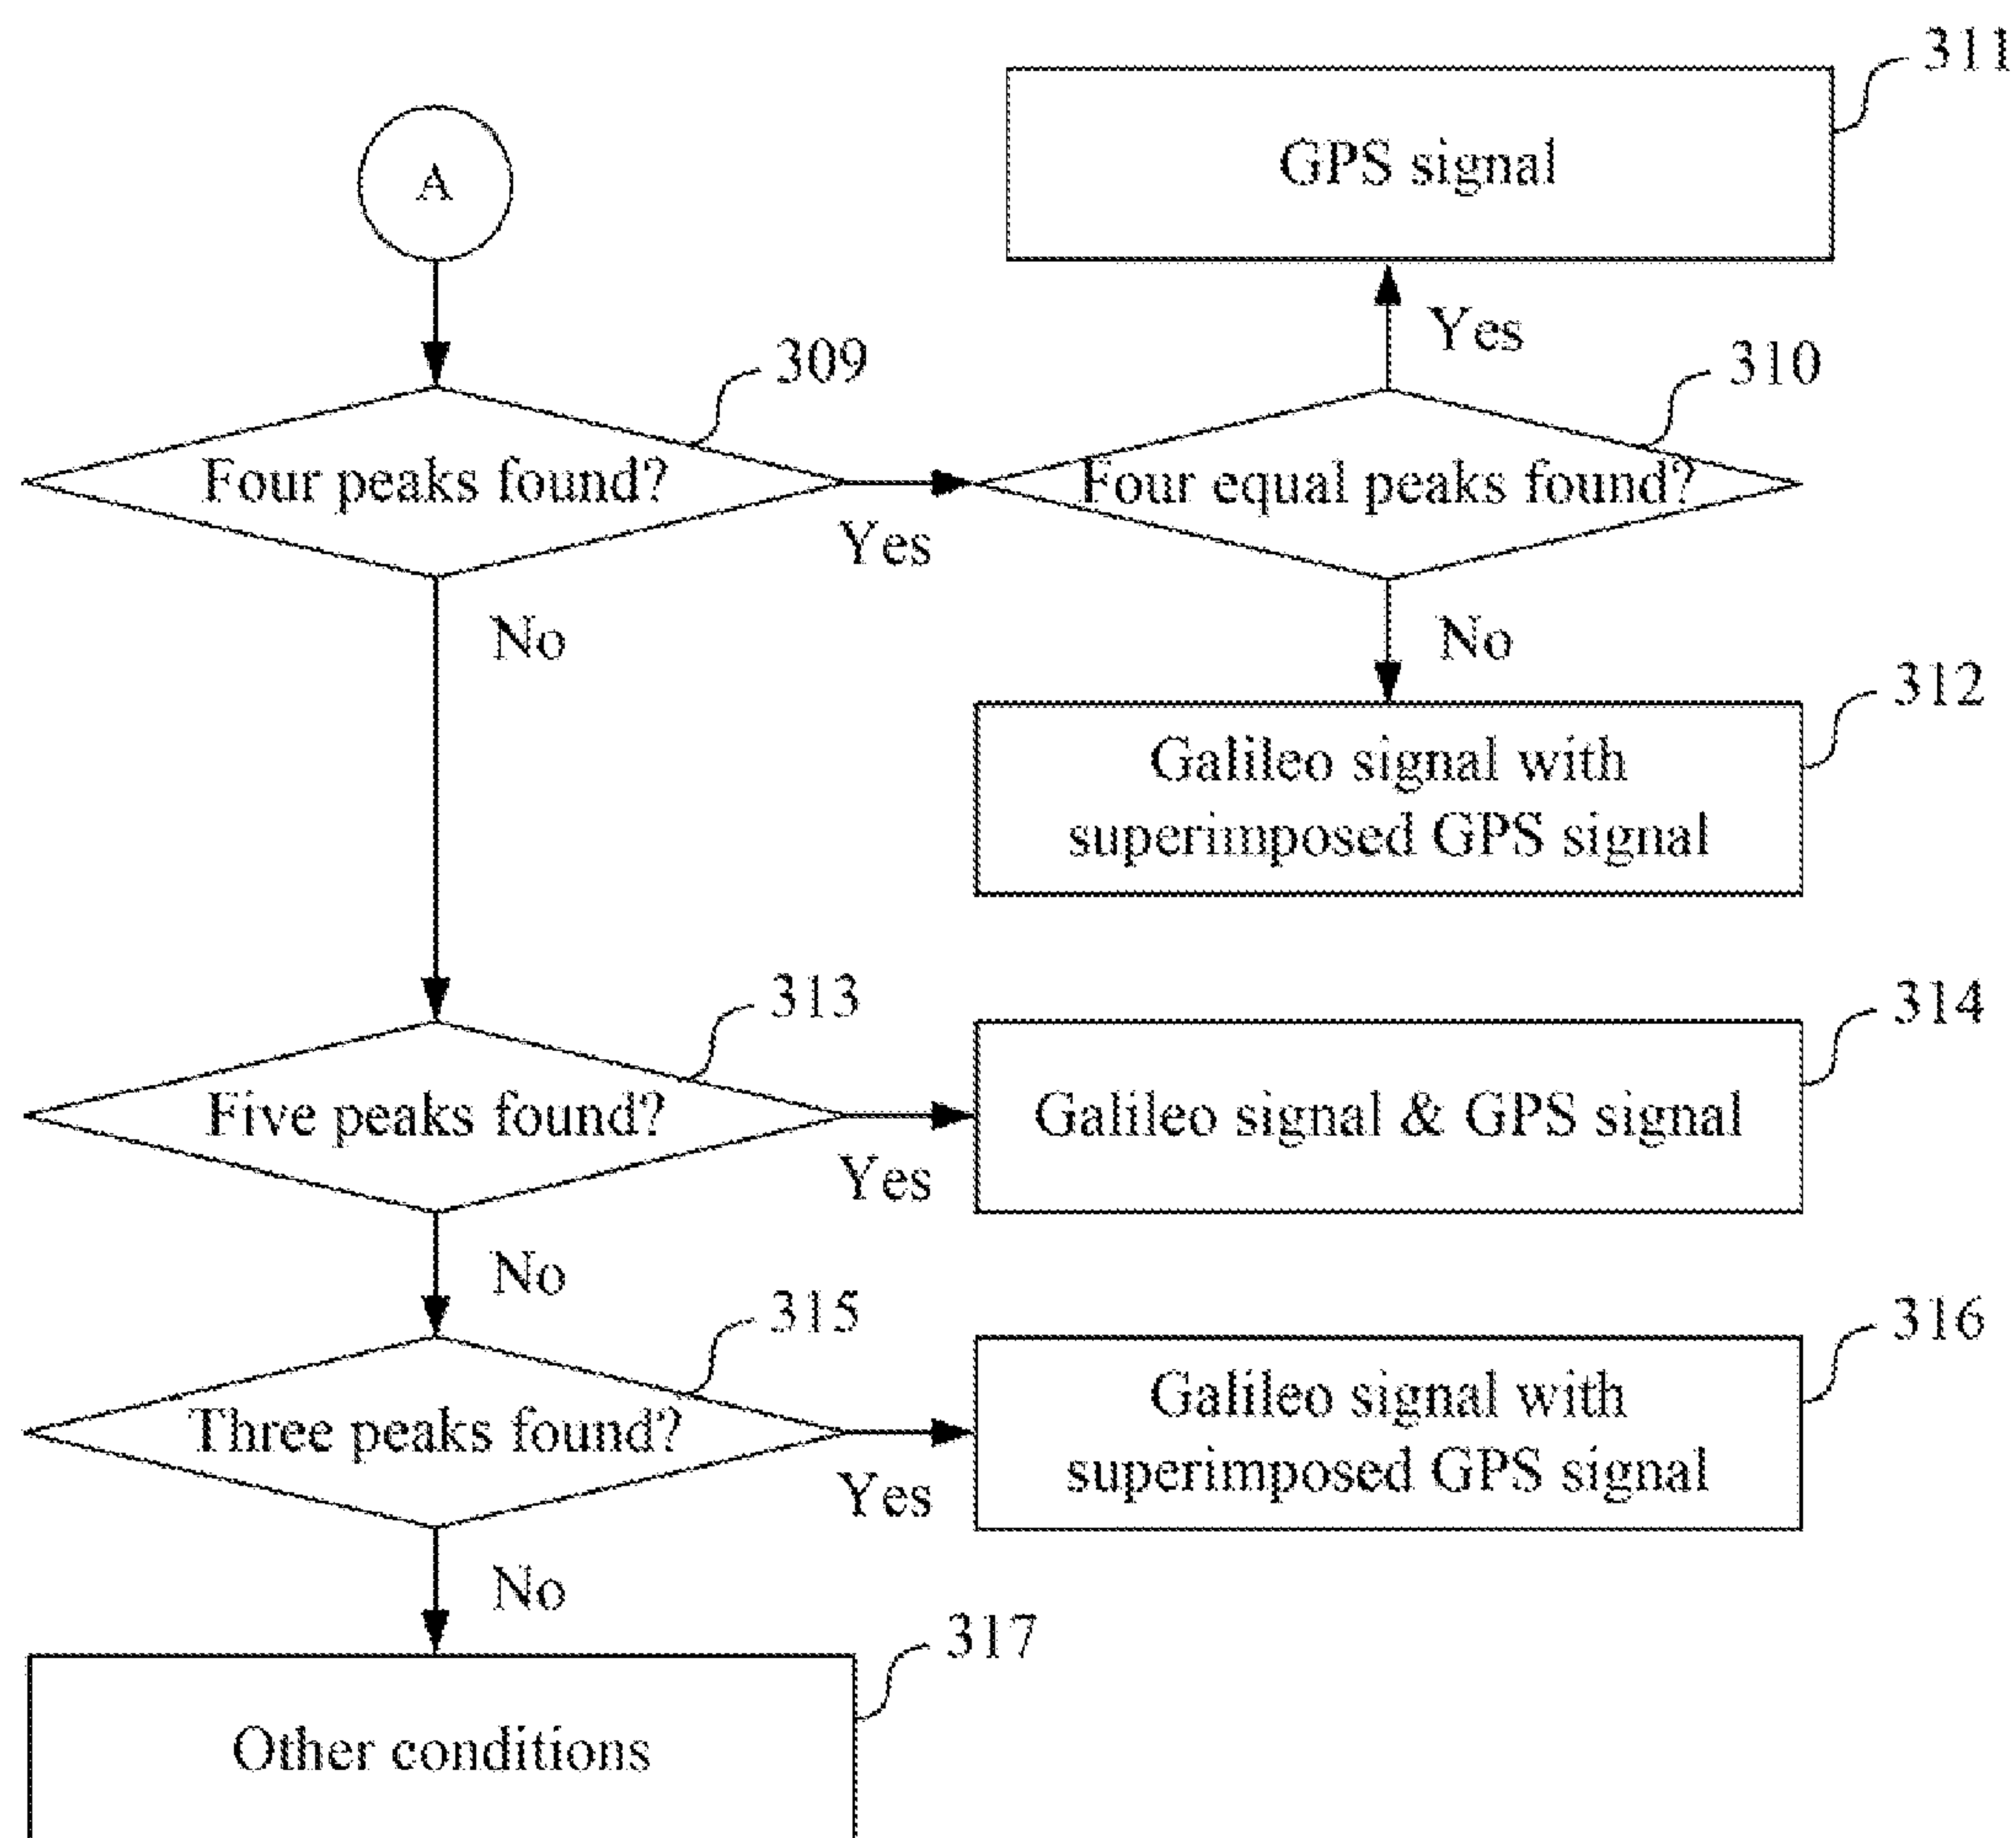 311
GPS signal
A
Yes
309
310
Four peaks found?
Four equal peaks found?
Yes
No
No
312
Galileo signal with
superimposed GPS signal
313
314
Five peaks found?
Galileo signal & GPS signal
Yes
No
315
316
Three peaks found?
Galileo signal with
superimposed GPS signal
Yes
No
317
Other conditions